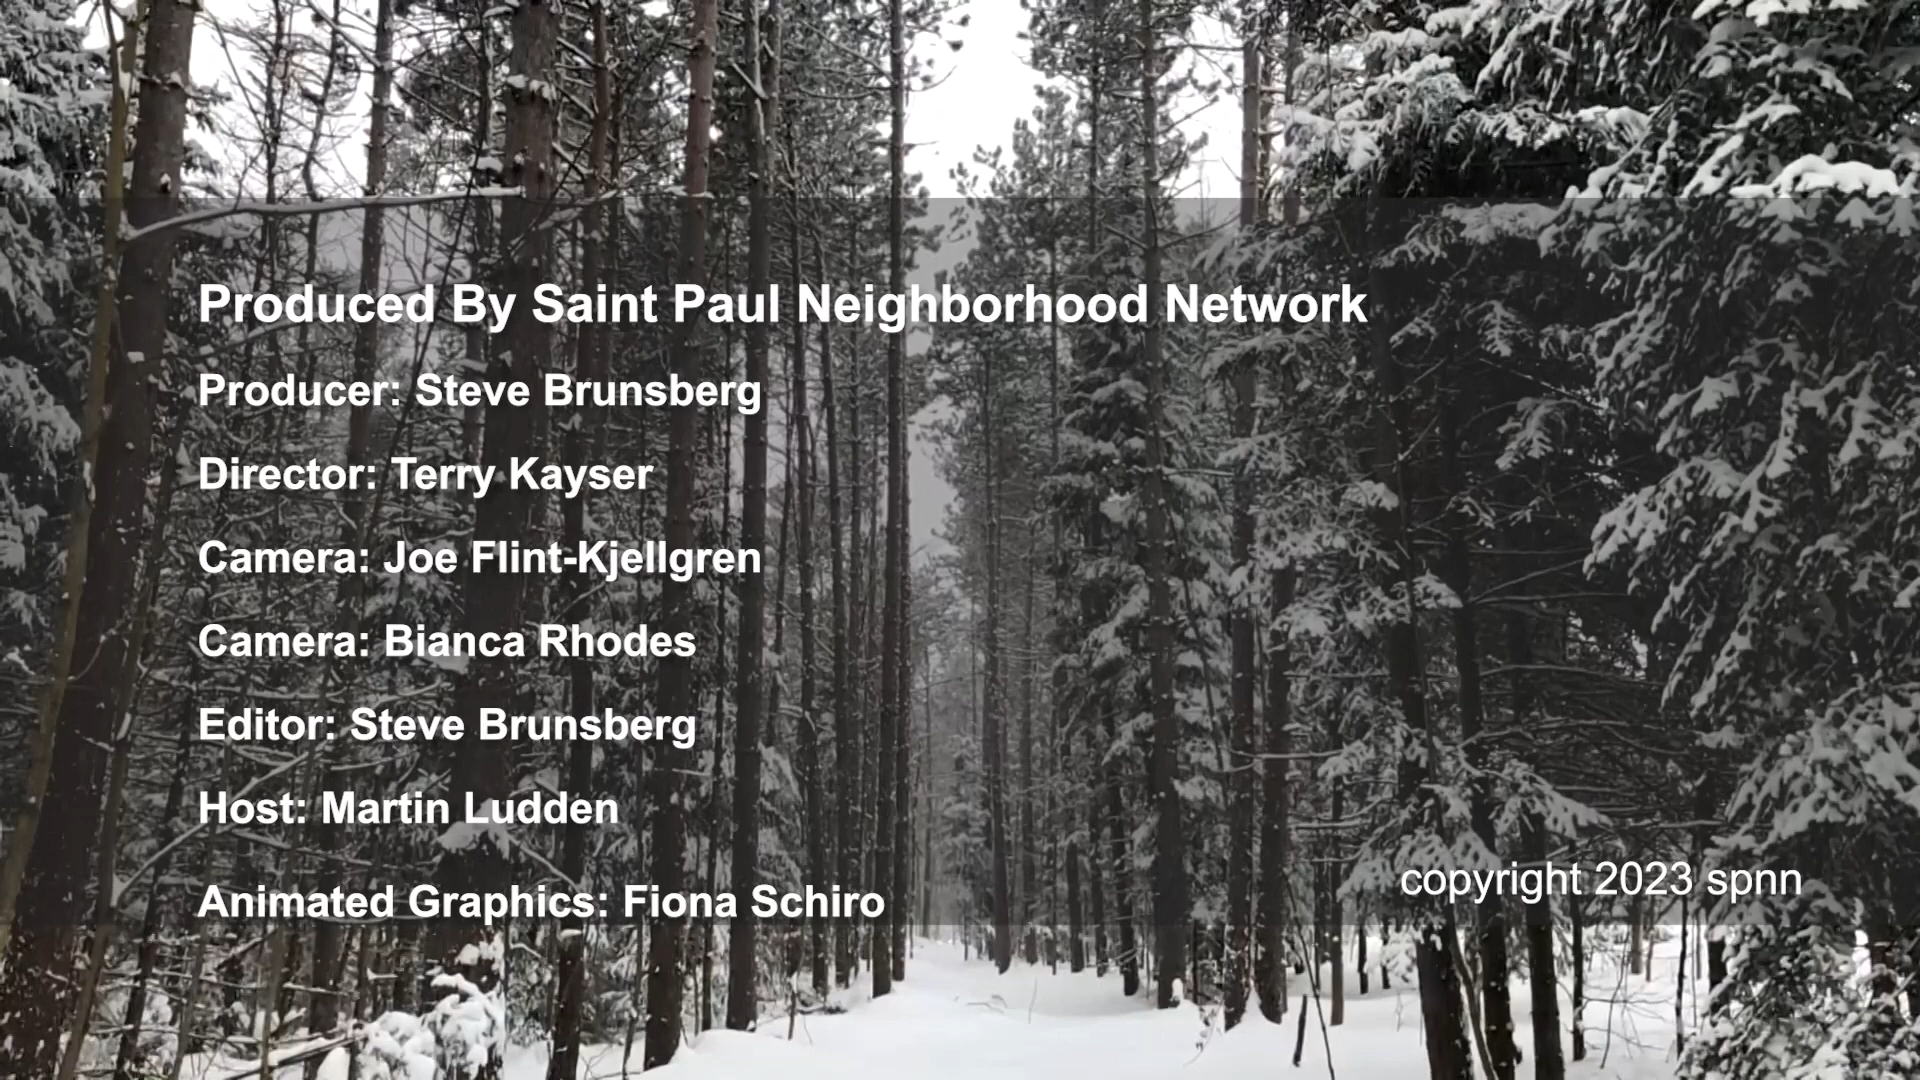 Produced By Saint Paul Neighborhood Network
Producer: Steve Brunsberg
Director: Terry Kayser
Camera: Joe Flint-Kjellgren
Camera: Bianca Rhodes
Editor: Steve Brunsberg
Host: Martin Ludden
Animated Graphics: Fiona Schiro
copyright 2023 spnn